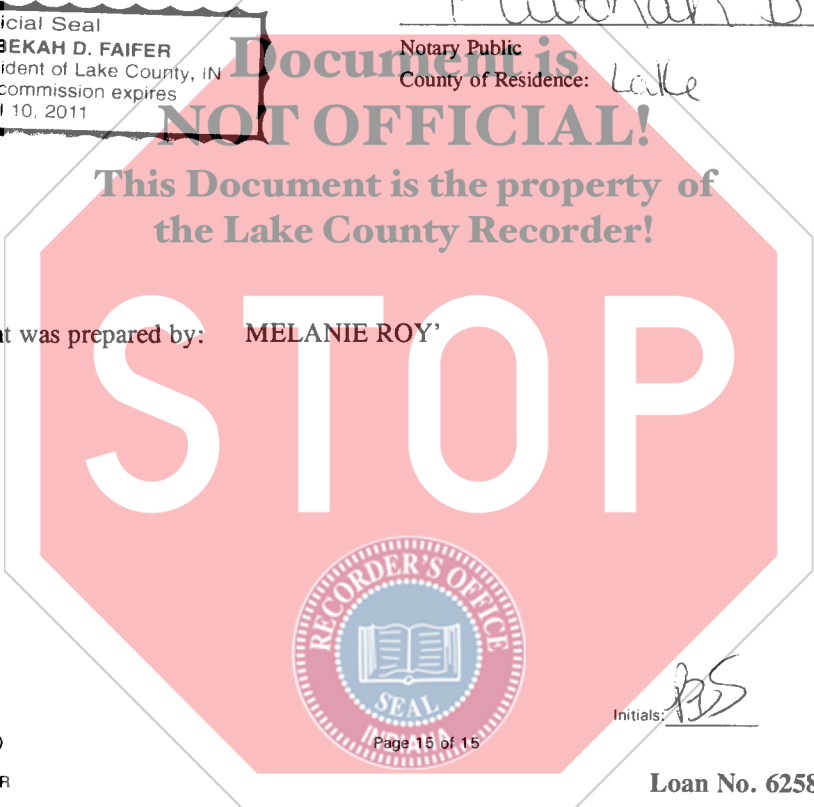 icial Seal
BEKAH D. FAIFER
ident of Lake County, IN
commission expires
l 10, 2011
Notary Public
County of Residence: Lake
Document is
NOT OFFICIAL!
This Document is the property of
the Lake County Recorder!
t was prepared by: MELANIE ROY'
STOP
RECORDER'S OFFICE
SEAL
INDIANA
Initials:
Page 15 of 15
R
Loan No. 6258